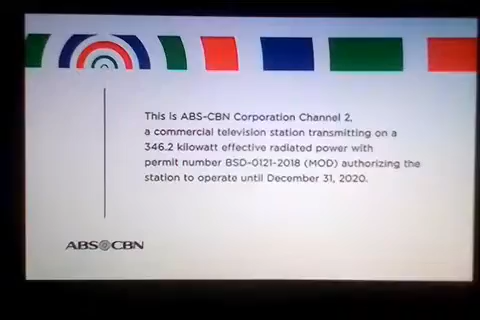 This is ABS-CBN Corporation Channel 2,
a commercial television station transmitting on a
346.2 kilowatt effective radiated power with
permit number BSD-0121-2018 (MOD) authorizing the
station to operate until December 31, 2020.
ABS CBN